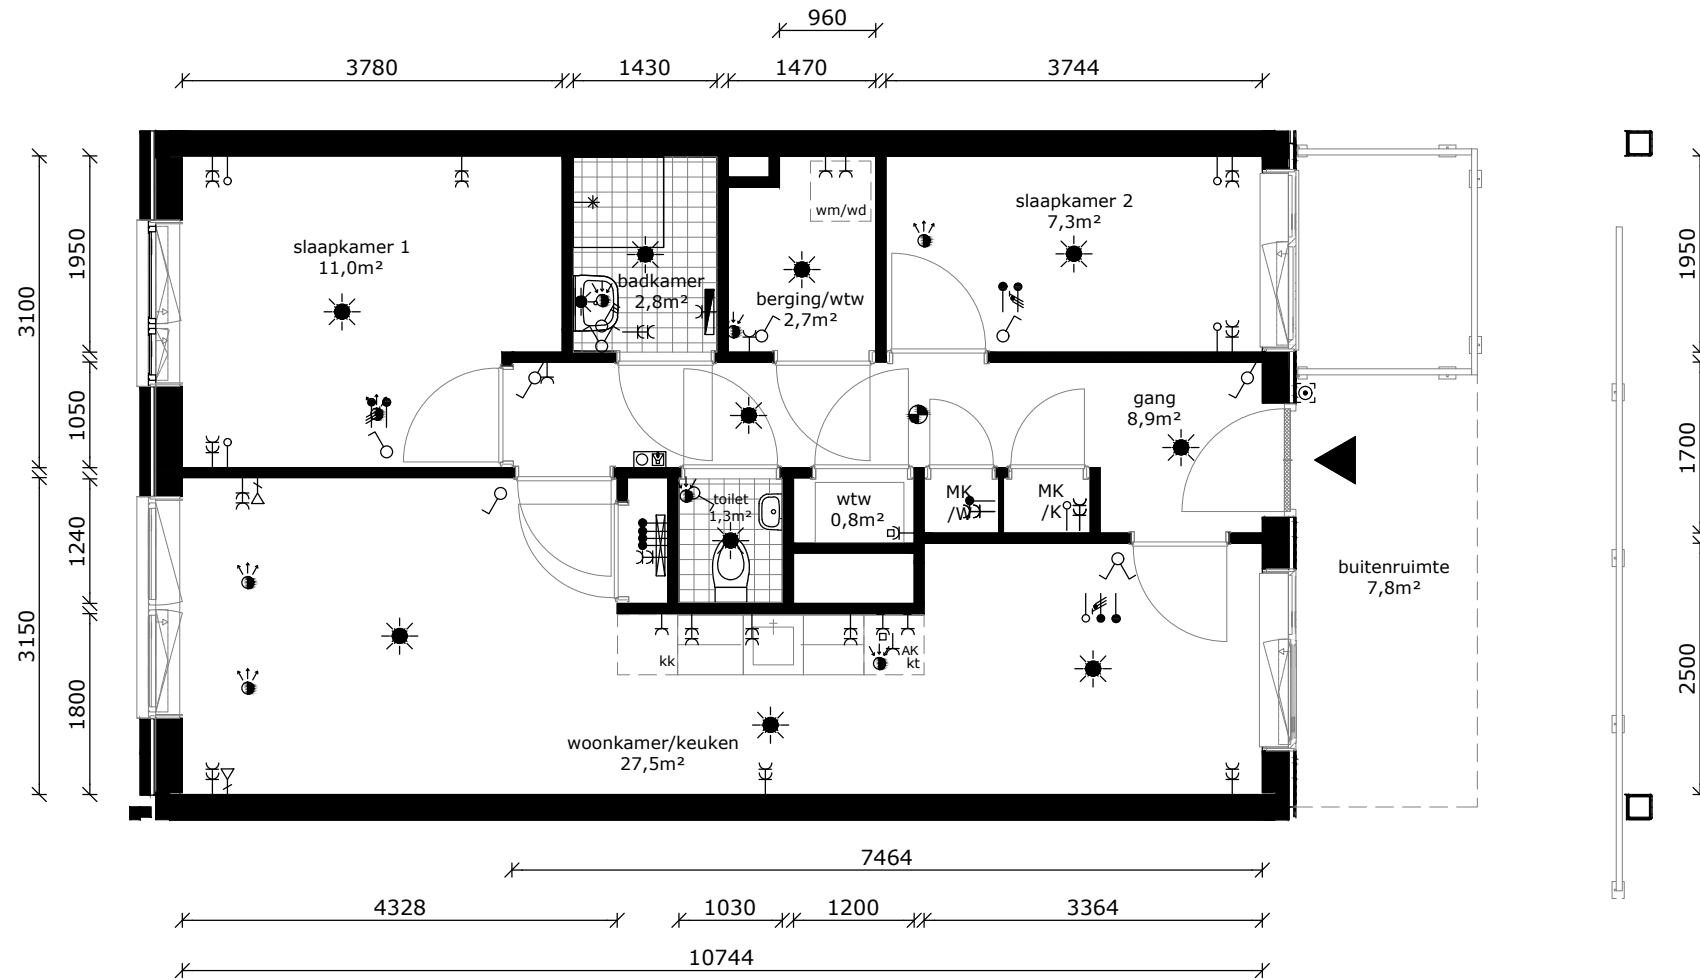 960
3780
1430
1470
3744
3100
1950
1050
3150
1240
1800
slaapkamer 1
11,0m²
badkamer
2,8m²
wm/wd
berging/wtw
2,7m²
slaapkamer 2
7,3m²
gang
8,9m²
toilet
1,3m²
wtw
0,8m²
MK
/W
MK
/K
buitenruimte
7,8m²
kk
AK
kt
woonkamer/keuken
27,5m²
1950
1700
2500
7464
4328
1030
1200
3364
10744